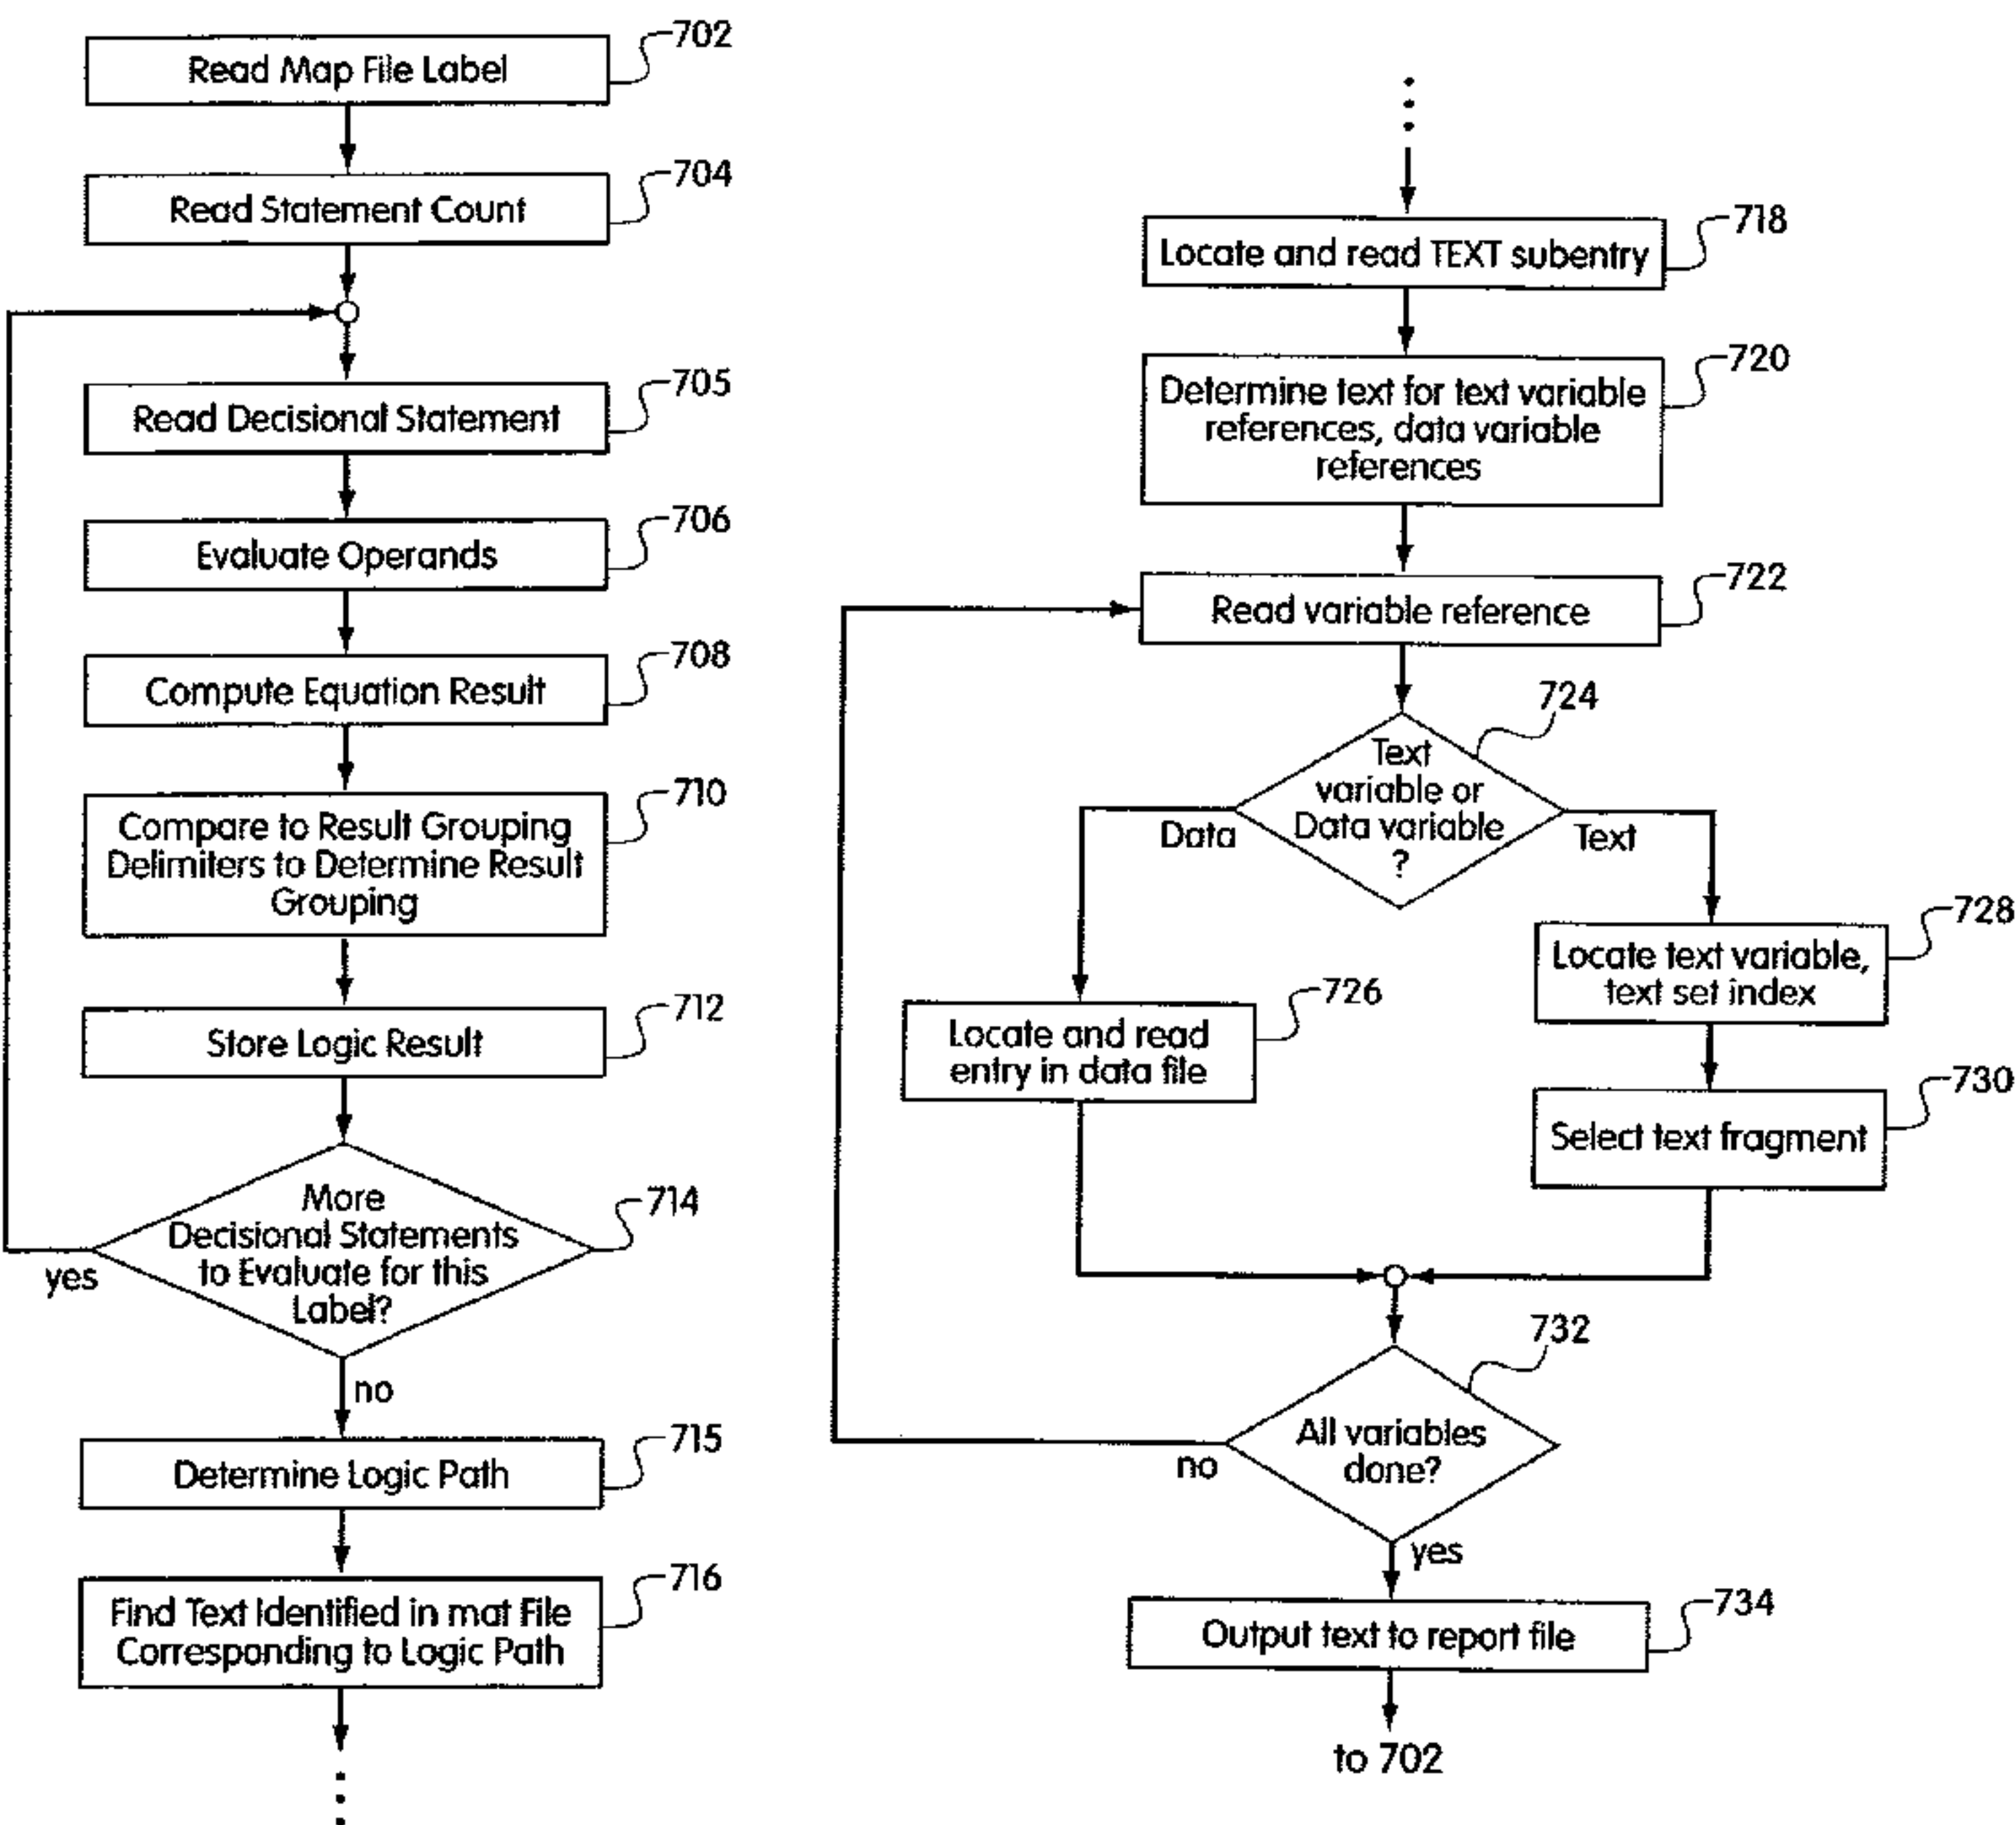 Read Map File Label
702
Read Statement Count
704
Read Decisional Statement
705
Evaluate Operands
706
Compute Equation Result
708
Compare to Result Grouping
Delimiters to Determine Result
Grouping
710
Store Logic Result
712
More
Decisional Statements
to Evaluate for this
Label?
714
yes
no
Determine Logic Path
715
Find Text Identified in mat File
Corresponding to Logic Path
716
Locate and read TEXT subentry
718
Determine text for text variable
references, data variable
references
720
Read variable reference
722
Text
variable or
Data variable
?
724
Data
Text
Locate and read
entry in data file
726
Locate text variable,
text set index
728
Select text fragment
730
All variables
done?
732
no
yes
Output text to report file
734
to 702